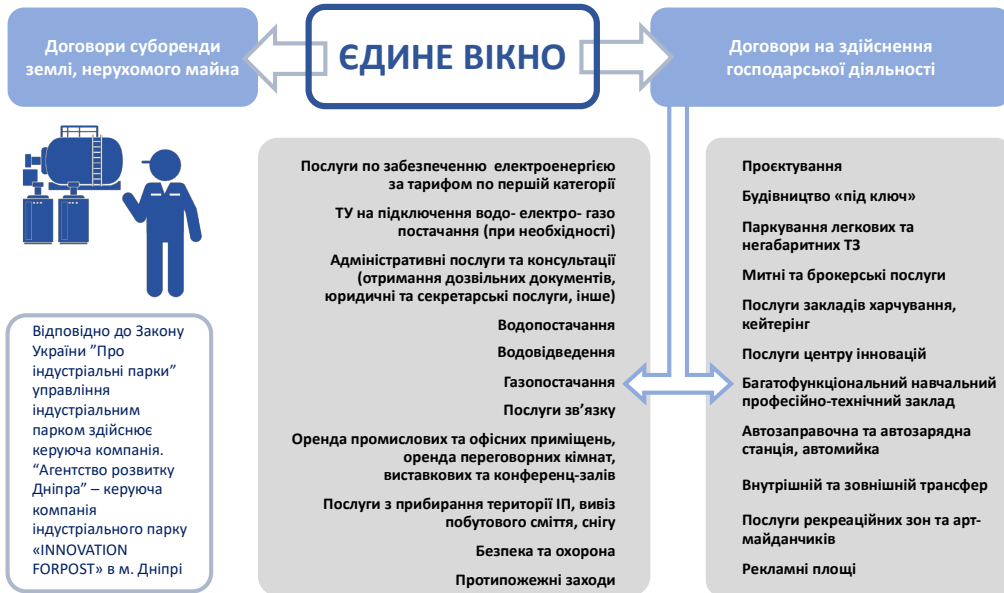 Договори суборенди
землі, нерухомого майна
ЄДИНЕ ВІКНО
Договори на здійснення
господарської діяльності
Відповідно до Закону
України ”Про
індустріальні парки”
управління
індустріальним
парком здійснює
керуюча компанія.
“Агентство розвитку
Дніпра” – керуюча
компанія
індустріального парку
«INNOVATION
FORPOST» в м. Дніпрі
Послуги по забезпеченню електроенергією
за тарифом по першій категорії
ТУ на підключення водо- електро- газо
постачання (при необхідності)
Адміністративні послуги та консультації
(отримання дозвільних документів,
юридичні та секретарські послуги, інше)
Водопостачання
Водовідведення
Газопостачання
Послуги зв’язку
Оренда промислових та офісних приміщень,
оренда переговорних кімнат,
виставкових та конференц-залів
Послуги з прибирання території ІП, вивіз
побутового сміття, снігу
Безпека та охорона
Протипожежні заходи
Проєктування
Будівництво «під ключ»
Паркування легкових та
негабаритних ТЗ
Митні та брокерські послуги
Послуги закладів харчування,
кейтерінг
Послуги центру інновацій
Багатофункціональний навчальний
професійно-технічний заклад
Автозаправочна та автозарядна
станція, автомийка
Внутрішній та зовнішній трансфер
Послуги рекреаційних зон та арт-
майданчиків
Рекламні площі